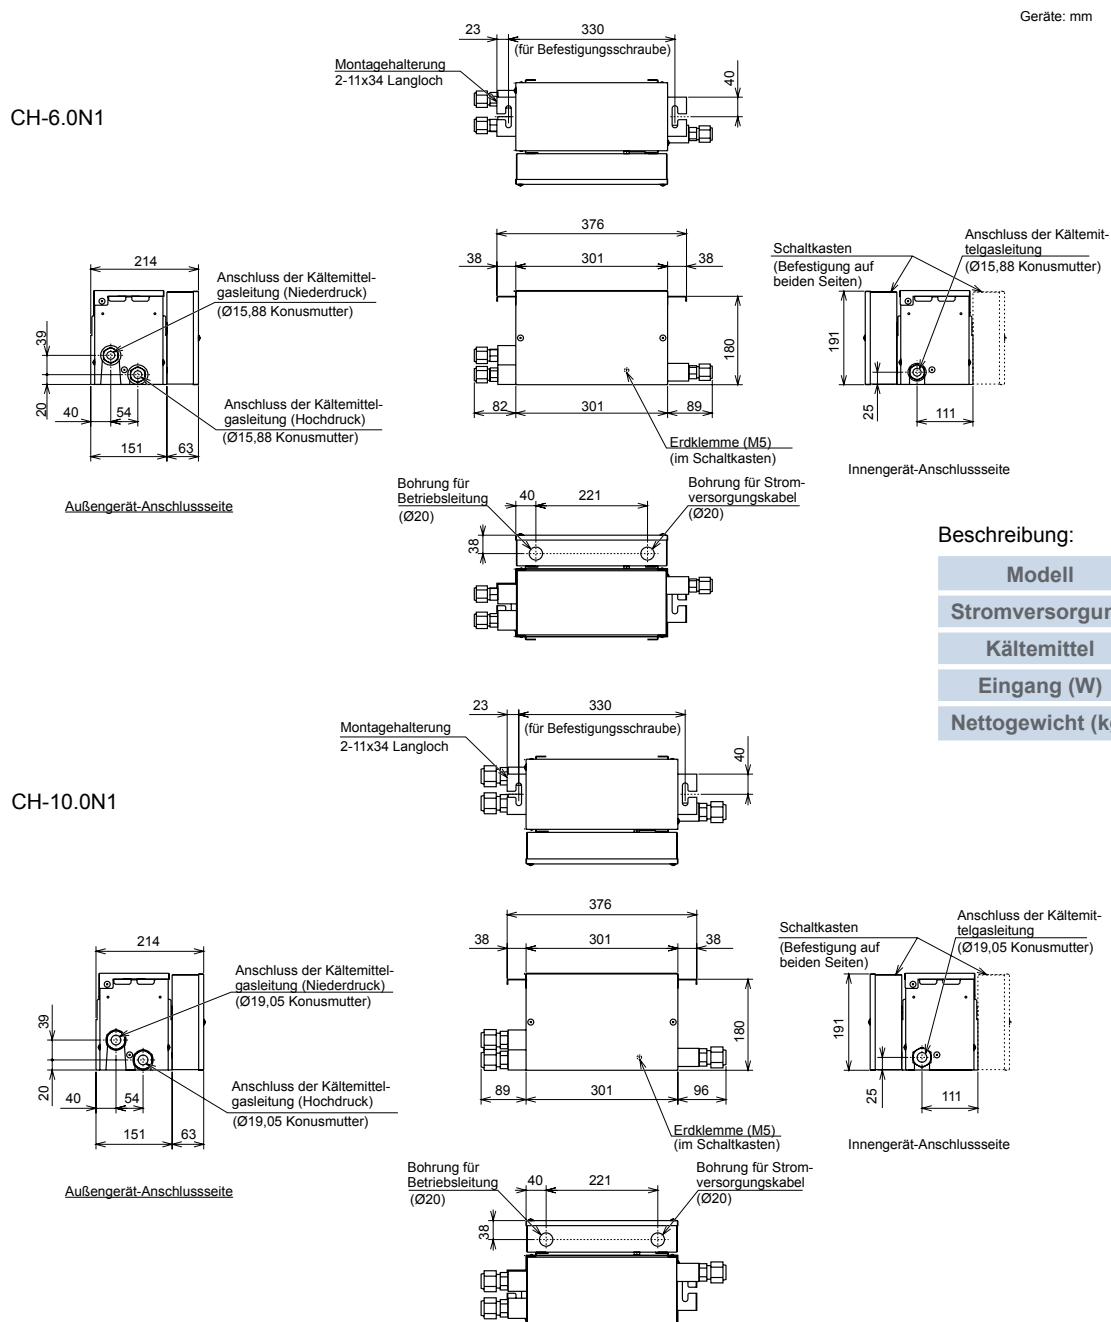 Geräte: mm
CH-6.0N1
23
330
(für Befestigungsschraube)
Montagehalterung
2-11x34 Langloch
40
214
Anschluss der Kältemittel-
gasleitung (Niederdruck)
(Ø15,88 Konusmutter)
39
20
40
54
151
63
Anschluss der Kältemittel-
gasleitung (Hochdruck)
(Ø15,88 Konusmutter)
Außengerät-Anschlussseite
376
38
301
38
180
82
301
89
Erdklemme (M5)
(im Schaltkasten)
Schaltkasten
(Befestigung auf
beiden Seiten)
Anschluss der Kältemit-
telgasleitung
(Ø15,88 Konusmutter)
191
25
111
Innengerät-Anschlussseite
Bohrung für
Betriebsleitung
(Ø20)
40
221
Bohrung für Strom-
versorgungskabel
(Ø20)
38
Beschreibung:
Modell
Stromversorgun
Kältemittel
Eingang (W)
Nettogewicht (k
CH-10.0N1
23
330
(für Befestigungsschraube)
Montagehalterung
2-11x34 Langloch
40
214
Anschluss der Kältemittel-
gasleitung (Niederdruck)
(Ø19,05 Konusmutter)
39
20
40
54
151
63
Anschluss der Kältemittel-
gasleitung (Hochdruck)
(Ø19,05 Konusmutter)
Außengerät-Anschlussseite
376
38
301
38
180
89
301
96
Erdklemme (M5)
(im Schaltkasten)
Schaltkasten
(Befestigung auf
beiden Seiten)
Anschluss der Kältemit-
telgasleitung
(Ø19,05 Konusmutter)
191
25
111
Innengerät-Anschlussseite
Bohrung für
Betriebsleitung
(Ø20)
40
221
Bohrung für Strom-
versorgungskabel
(Ø20)
38